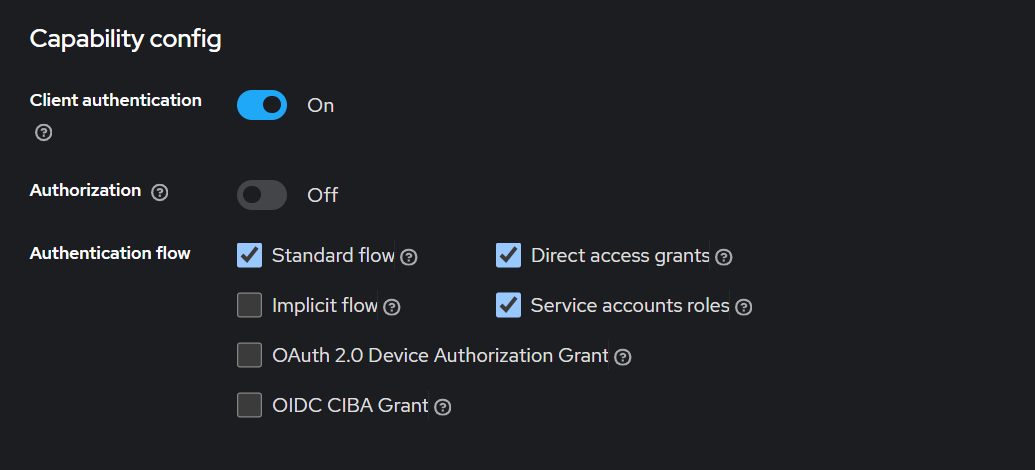 Capability config
Client authentication
On
Authorization
Off
Authentication flow
Standard flow
Direct access grants
Implicit flow
Service accounts roles
OAuth 2.0 Device Authorization Grant
OIDC CIBA Grant